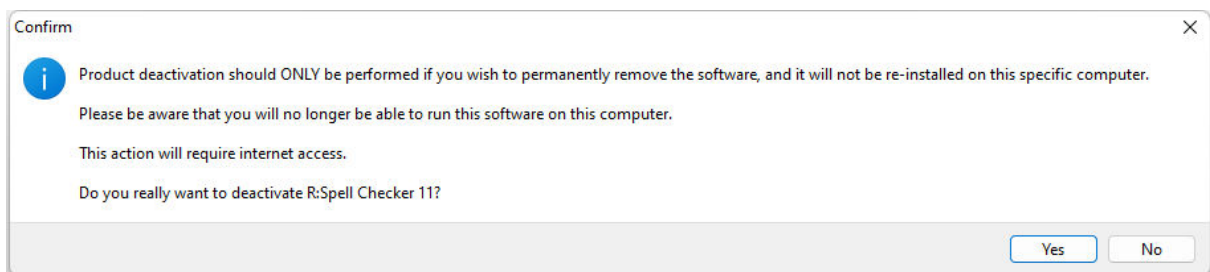 Confirm
Product deactivation should ONLY be performed if you wish to permanently remove the software, and it will not be re-installed on this specific computer.
Please be aware that you will no longer be able to run this software on this computer.
This action will require internet access.
Do you really want to deactivate R:Spell Checker 11?
Yes No